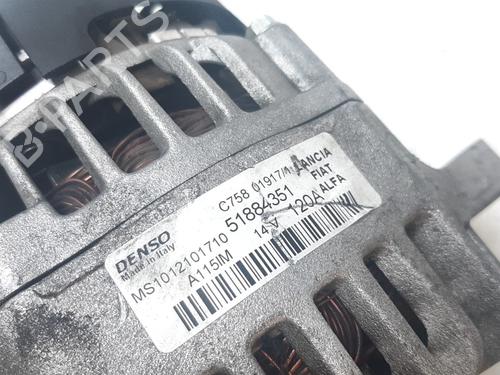 B-PARTS
C758 01917/
LANCIA
FIAT
ALFA
DENSO
Made in Italy
MS1012101710
51884351
A115IM
14V
120A